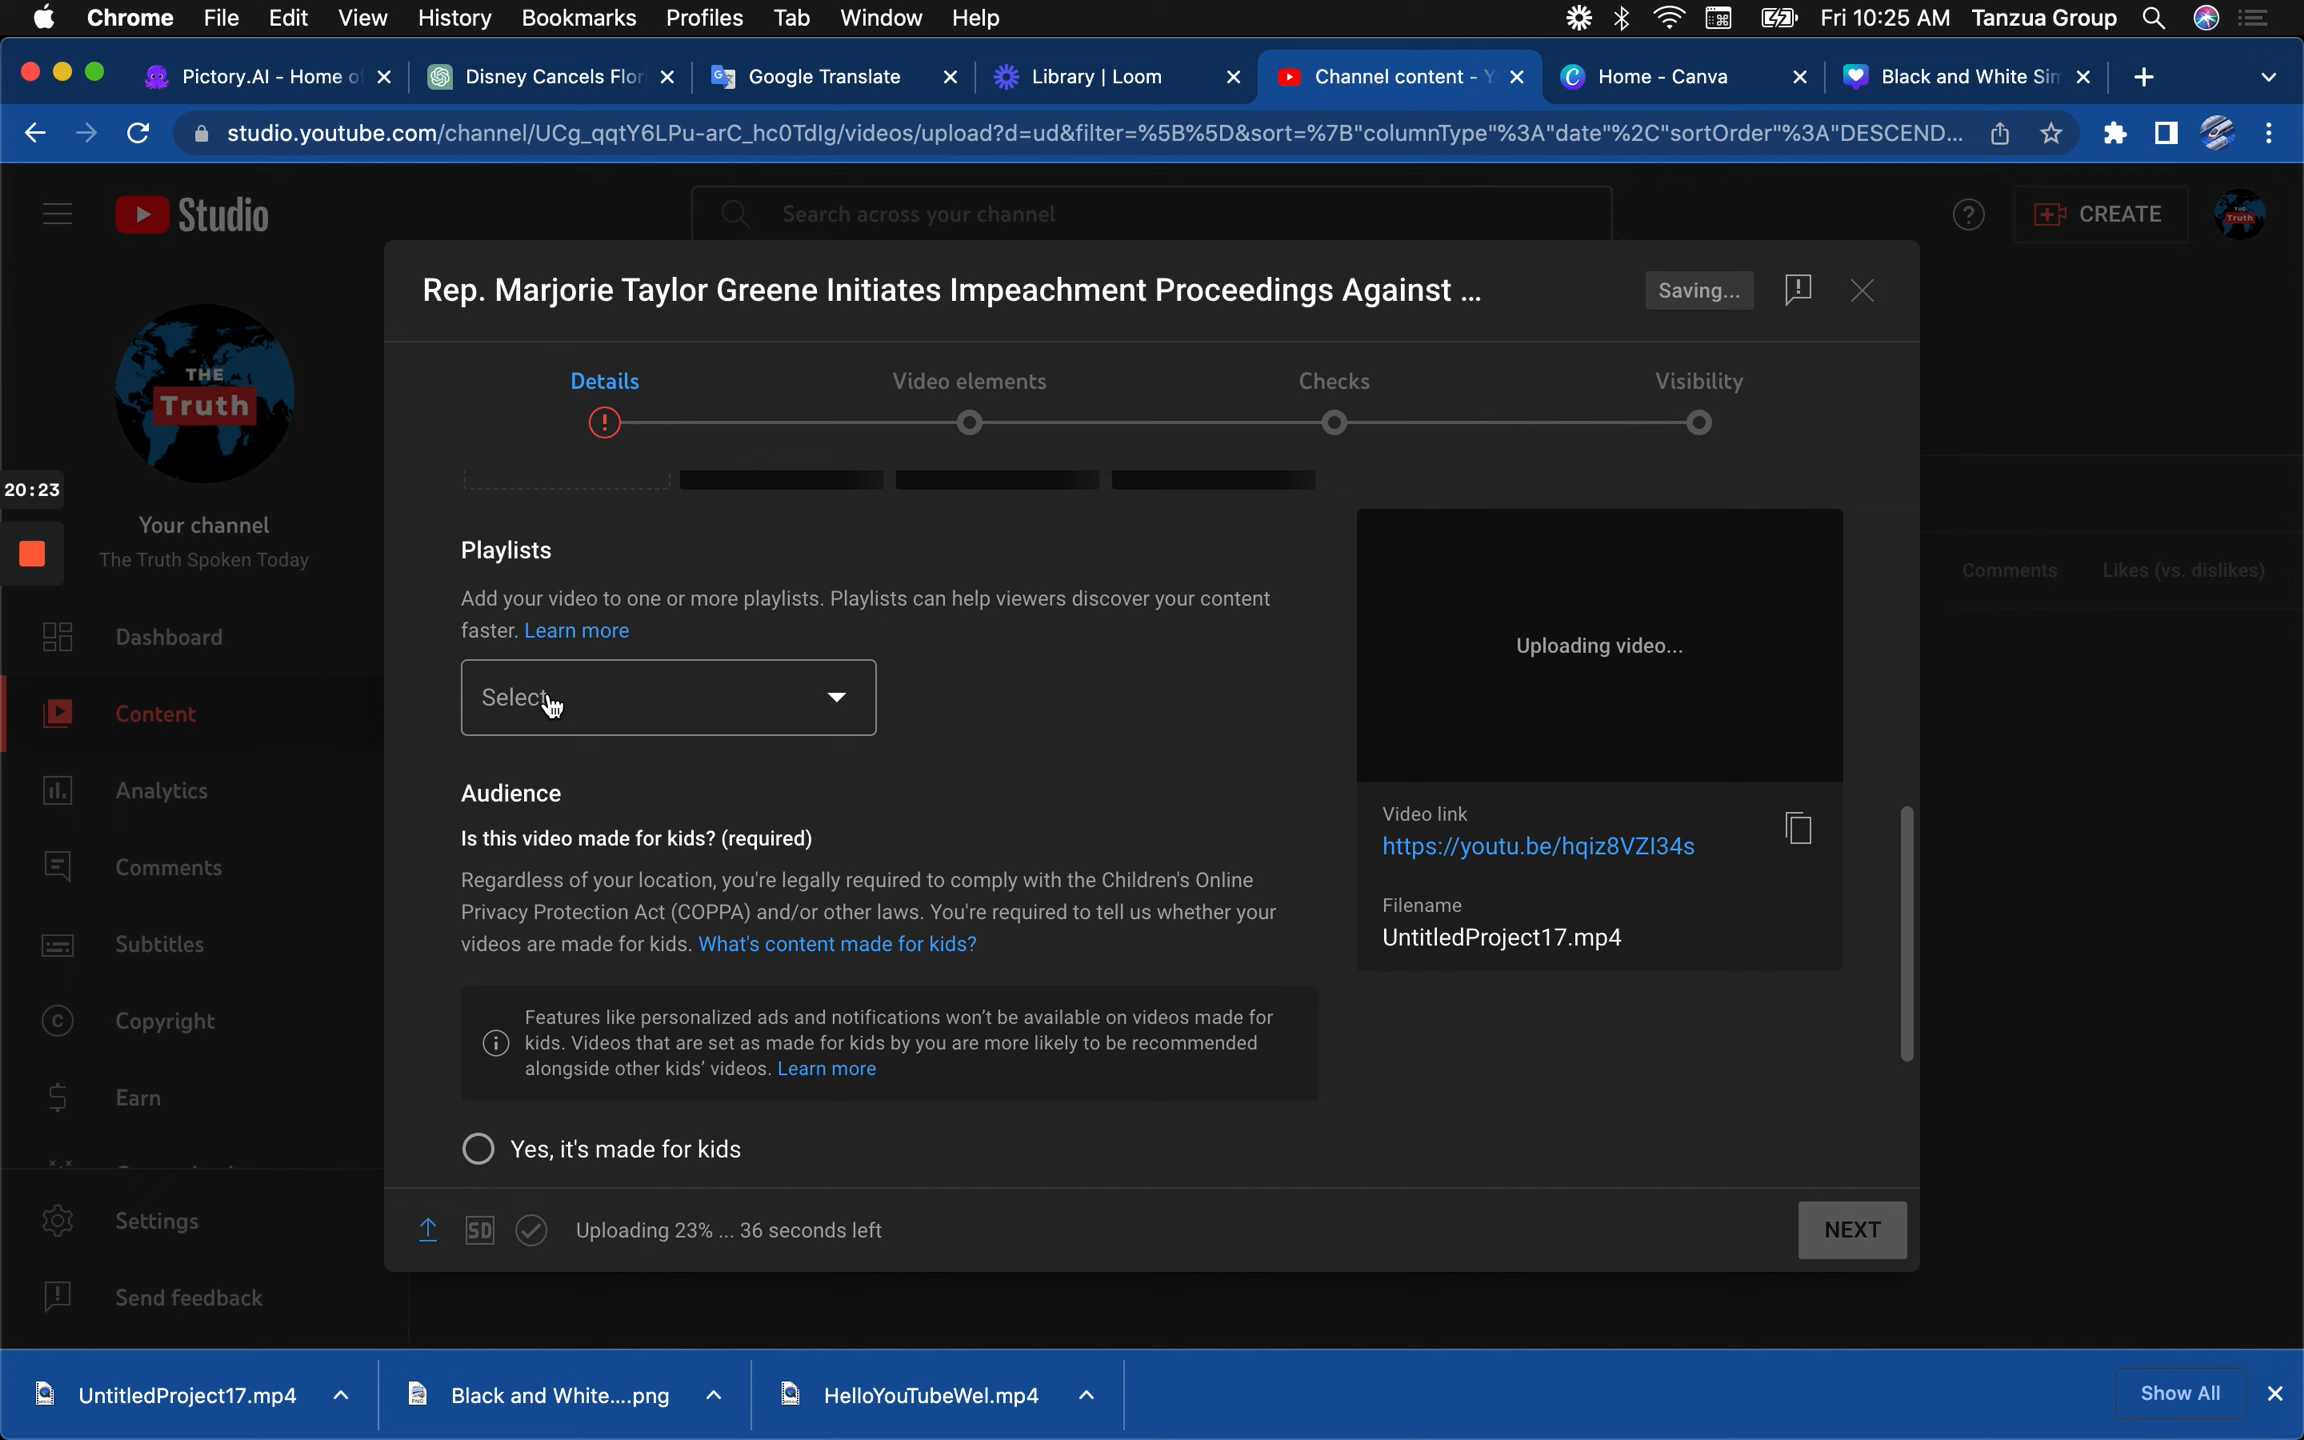 Chrome File Edit View History Bookmarks Profiles Tab Window Help Fri 10:25 AM Tanzua Group
Pictory.AI - Home of Disney Cancels Flor Google Translate Library | Loom Channel content - Y Home - Canva Black and White Sim
studio.youtube.com/channel/UCg_qqtY6LPu-arC_hc0TdIg/videos/upload?d=ud&filter=%5B%5D&sort=%7B"columnType"%3A"date"%2C"sortOrder"%3A"DESCEND...
Studio
Search across your channel
CREATE
THE
Truth
Rep. Marjorie Taylor Greene Initiates Impeachment Proceedings Against ...
Saving...
Details Video elements Checks Visibility
THE
Truth
20:23
Your channel
The Truth Spoken Today
Dashboard
Content
Analytics
Comments
Subtitles
Copyright
Earn
Settings
Send feedback
Playlists
Add your video to one or more playlists. Playlists can help viewers discover your content
faster. Learn more
Select
Audience
Is this video made for kids? (required)
Regardless of your location, you're legally required to comply with the Children's Online
Privacy Protection Act (COPPA) and/or other laws. You're required to tell us whether your
videos are made for kids. What's content made for kids?
Features like personalized ads and notifications won't be available on videos made for
kids. Videos that are set as made for kids by you are more likely to be recommended
alongside other kids' videos. Learn more
Yes, it's made for kids
Uploading video...
Video link
https://youtu.be/hqiz8VZI34s
Filename
UntitledProject17.mp4
Comments Likes (vs. dislikes)
SD Uploading 23% ... 36 seconds left
NEXT
UntitledProject17.mp4 Black and White....png HelloYouTubeWel.mp4 Show All